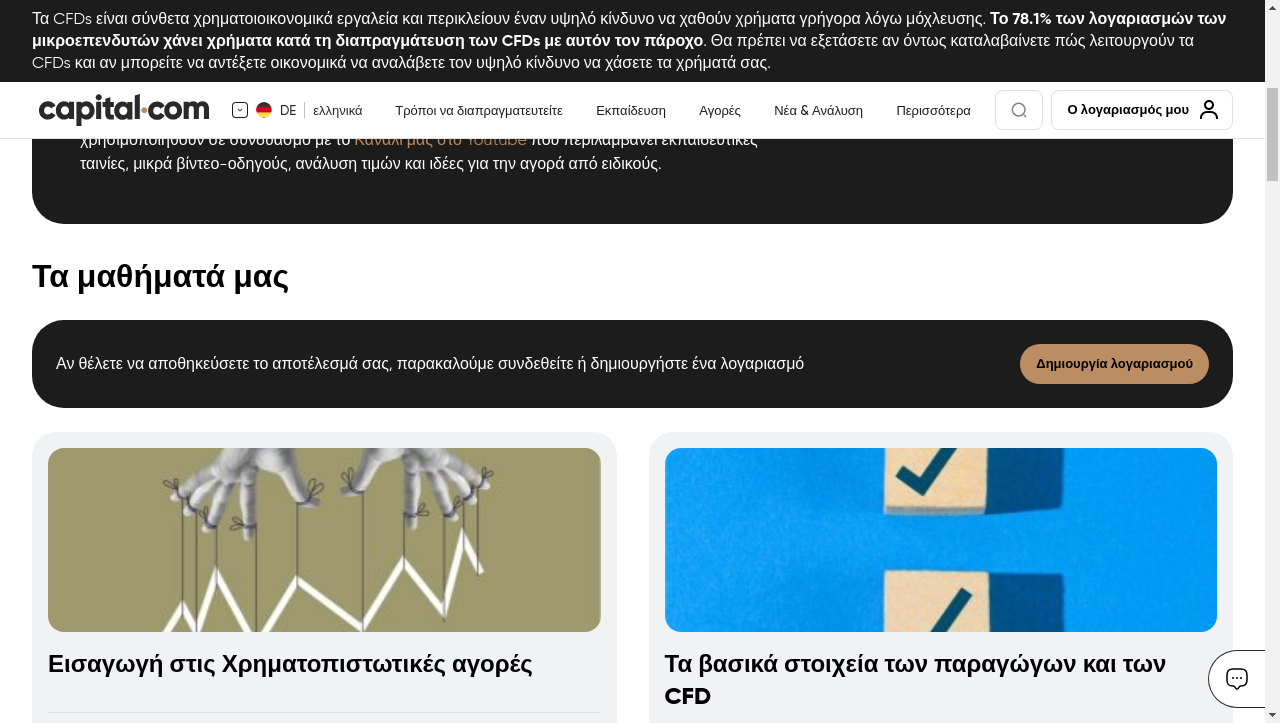 Τα CFDs είναι σύνθετα χρηματοιοικονομικά εργαλεία και περικλείουν έναν υψηλό κίνδυνο να χαθούν χρήματα γρήγορα λόγω μόχλευσης. Το 78.1% των λογαριασμών των
μικροεπενδυτών χάνει χρήματα κατά τη διαπραγμάτευση των CFDs με αυτόν τον πάροχο. Θα πρέπει να εξετάσετε αν όντως καταλαβαίνετε πώς λειτουργούν τα
CFDs και αν μπορείτε να αντέξετε οικονομικά να αναλάβετε τον υψηλό κίνδυνο να χάσετε τα χρήματά σας.
capital.com DE ελληνικά Τρόποι να διαπραγματευτείτε Εκπαίδευση Αγορές Νέα & Ανάλυση Περισσότερα Ο λογαριασμός μου
χρησιμοποιηθούν σε συνδυασμό με το Κανάλι μας στο Youtube που περιλαμβάνει εκπαιδευτικές
ταινίες, μικρά βίντεο-οδηγούς, ανάλυση τιμών και ιδέες για την αγορά από ειδικούς.
Τα μαθήματά μας
Αν θέλετε να αποθηκεύσετε το αποτέλεσμά σας, παρακαλούμε συνδεθείτε ή δημιουργήστε ένα λογαριασμό
Δημιουργία λογαριασμού
Εισαγωγή στις Χρηματοπιστωτικές αγορές
Τα βασικά στοιχεία των παραγώγων και των
CFD